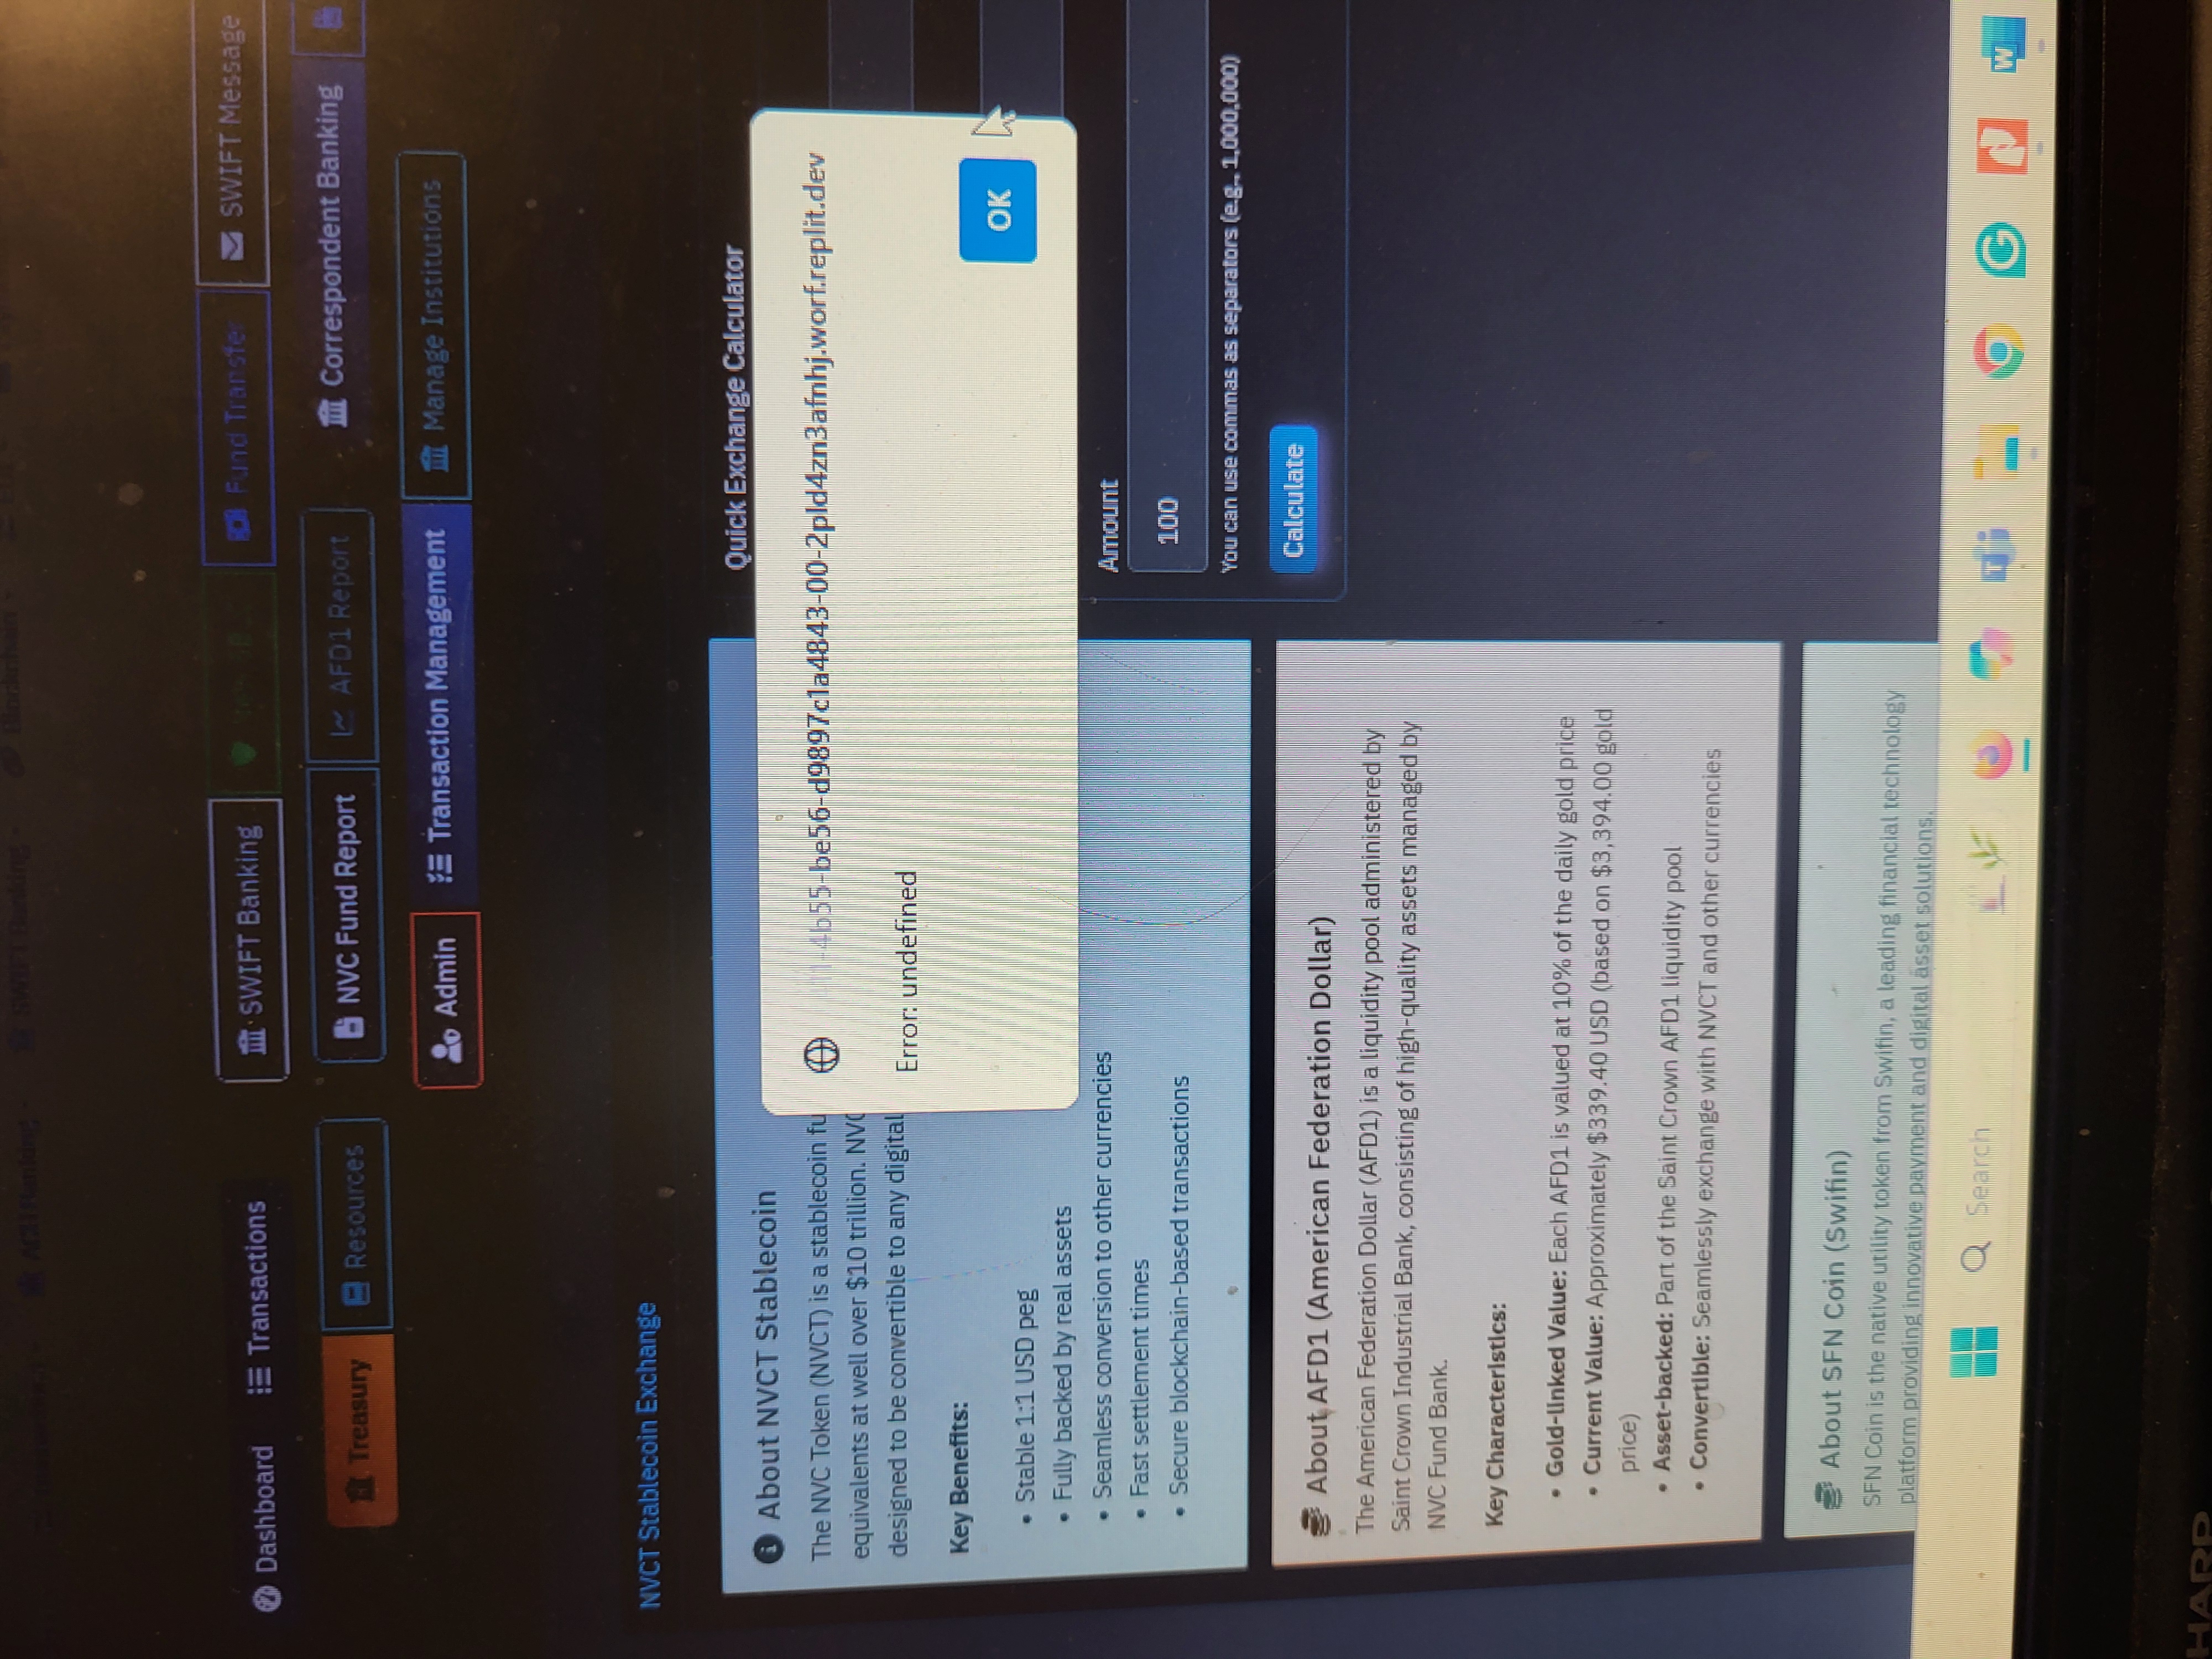 ACH Banking
SWIFT Banking
Blockchain
Dashboard
Transactions
SWIFT Banking
Fund Transfer
SWIFT Message
Treasury
Resources
NVC Fund Report
AFD1 Report
Correspondent Banking
Admin
Transaction Management
Manage Institutions
NVCT Stablecoin Exchange
About NVCT Stablecoin
The NVC Token (NVCT) is a stablecoin fu
equivalents at well over $10 trillion. NVC
designed to be convertible to any digital
Key Benefits:
• Stable 1:1 USD peg
• Fully backed by real assets
• Seamless conversion to other currencies
• Fast settlement times
• Secure blockchain-based transactions
Quick Exchange Calculator
-4b55-be56-d9897c1a4843-00-2pld4zn3afnhj.worf.replit.dev
Error: undefined
OK
Amount
100
You can use commas as separators (e.g., 1,000,000)
Calculate
About AFD1 (American Federation Dollar)
The American Federation Dollar (AFD1) is a liquidity pool administered by
Saint Crown Industrial Bank, consisting of high-quality assets managed by
NVC Fund Bank.
Key Characteristics:
• Gold-linked Value: Each AFD1 is valued at 10% of the daily gold price
• Current Value: Approximately $339.40 USD (based on $3,394.00 gold
price)
• Asset-backed: Part of the Saint Crown AFD1 liquidity pool
• Convertible: Seamlessly exchange with NVCT and other currencies
About SFN Coin (Swifin)
SFN Coin is the native utility token from Swifin, a leading financial technology
platform providing innovative payment and digital asset solutions.
Search
T
G
W
HARP